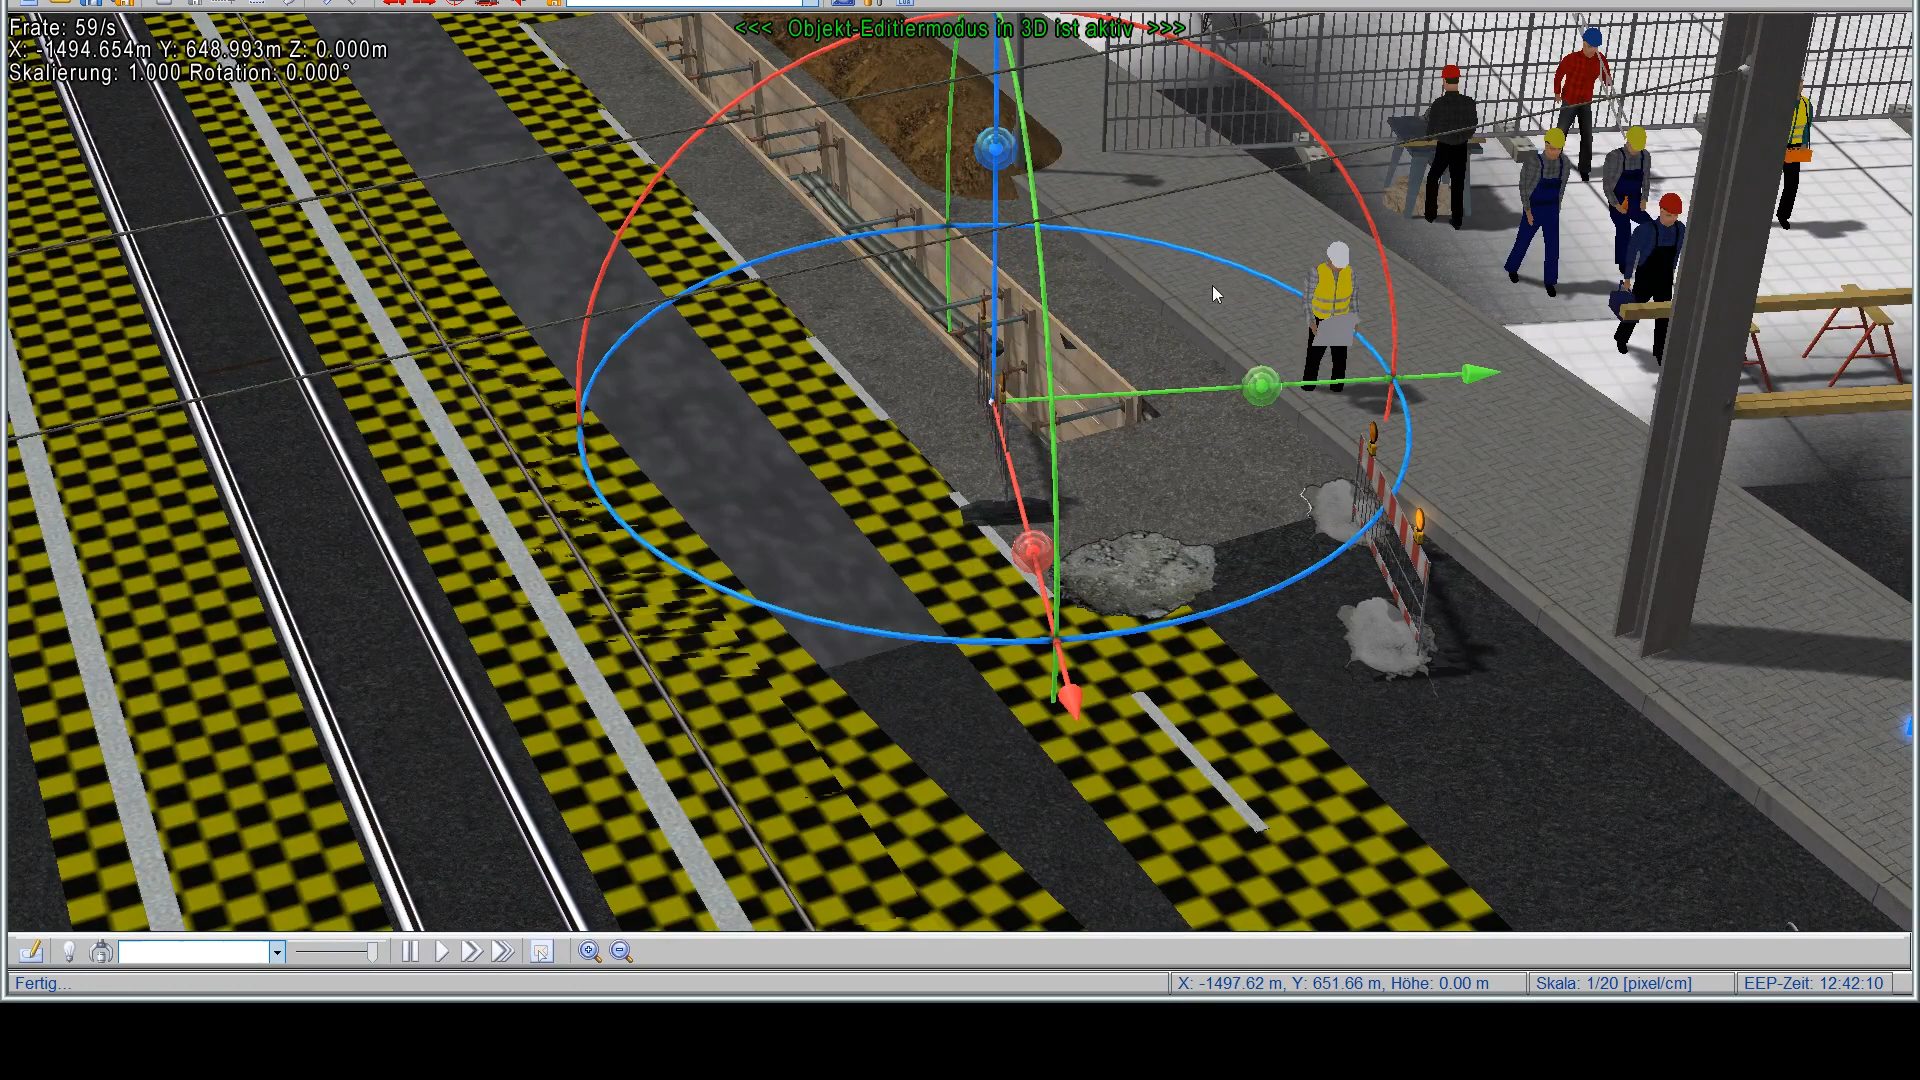 <<< Objekt-Editiermodus in 3D ist aktiv >>>
Frate: 59/s
X: -1494.654m Y: 648.993m Z: 0.000m
Skalierung: 1.000 Rotation: 0.000°
Fertig...
X: -1497.62 m, Y: 651.66 m, Höhe: 0.00 m
Skala: 1/20 [pixel/cm]
EEP-Zeit: 12:42:10